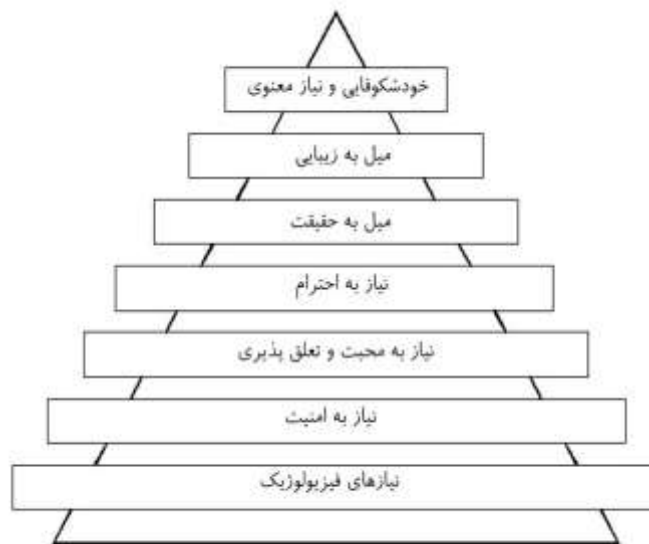 خودشکوفایی و نیاز معنوی
میل به زیبایی
میل به حقیقت
نیاز به احترام
نیاز به محبت و تعلق پذیری
نیاز به امنیت
نیازهای فیزیولوژیک